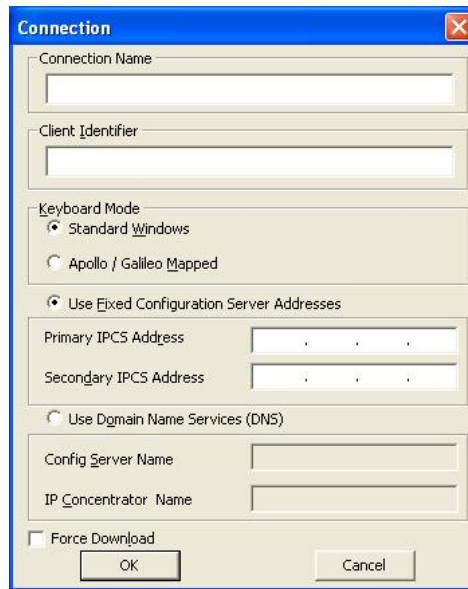 Connection
Connection Name
Client Identifier
Keyboard Mode
Standard Windows
Apollo / Galileo Mapped
Use Fixed Configuration Server Addresses
Primary IPCS Address . . .
Secondary IPCS Address . . .
Use Domain Name Services (DNS)
Config Server Name
IP Concentrator Name
Force Download
OK Cancel